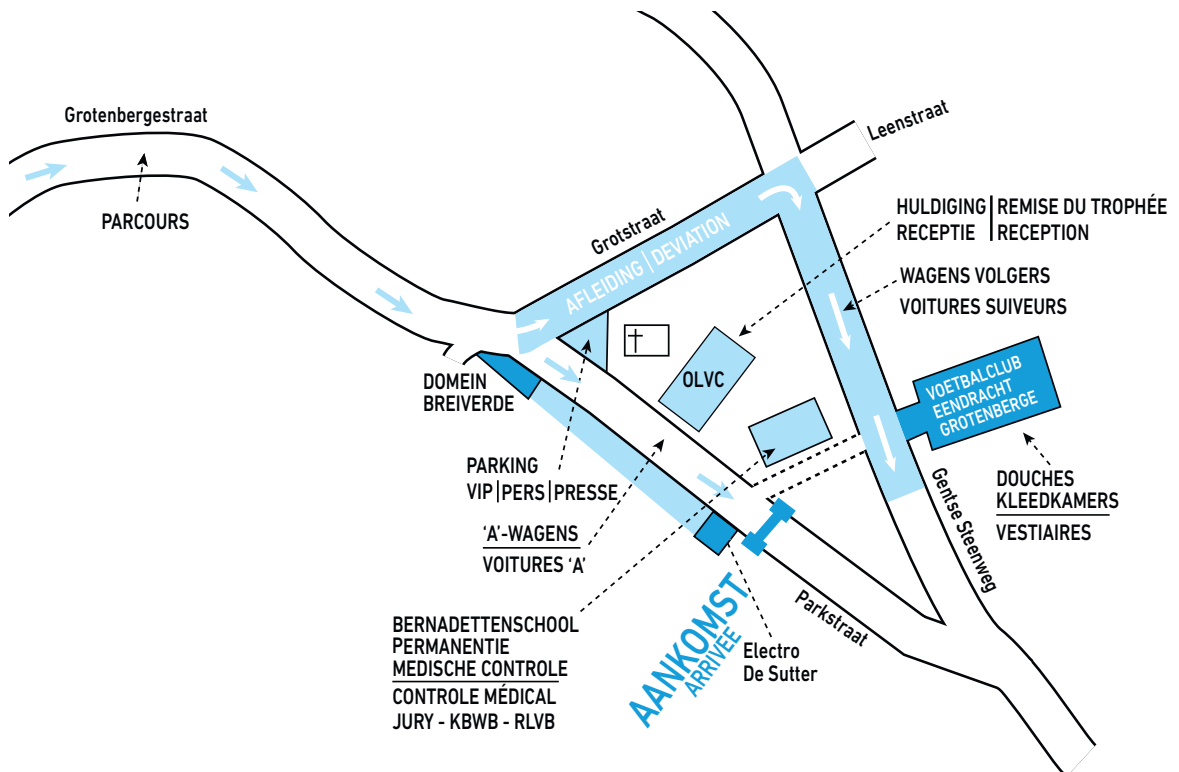 Grotenbergestraat
PARCOURS
Leenstraat
Grotstraat
AFLEIDING | DEVIATION
HULDIGING | REMISE DU TROPHÉE
RECEPTIE | RECEPTION
WAGENS VOLGERS
VOITURES SUIVEURS
OLVC
DOMEIN
BREIVERDE
VOETBALCLUB
EENDRACHT
GROTENBERGE
PARKING
VIP | PERS | PRESSE
'A'-WAGENS
VOITURES 'A'
DOUCHES
KLEEDKAMERS
VESTIAIRES
Gentse Steenweg
Parkstraat
AANKOMST
ARRIVÉE
Electro
De Sutter
BERNADETTENSCHOOL
PERMANENTIE
MEDISCHE CONTROLE
CONTROLE MÉDICAL
JURY - KBWB - RLVB